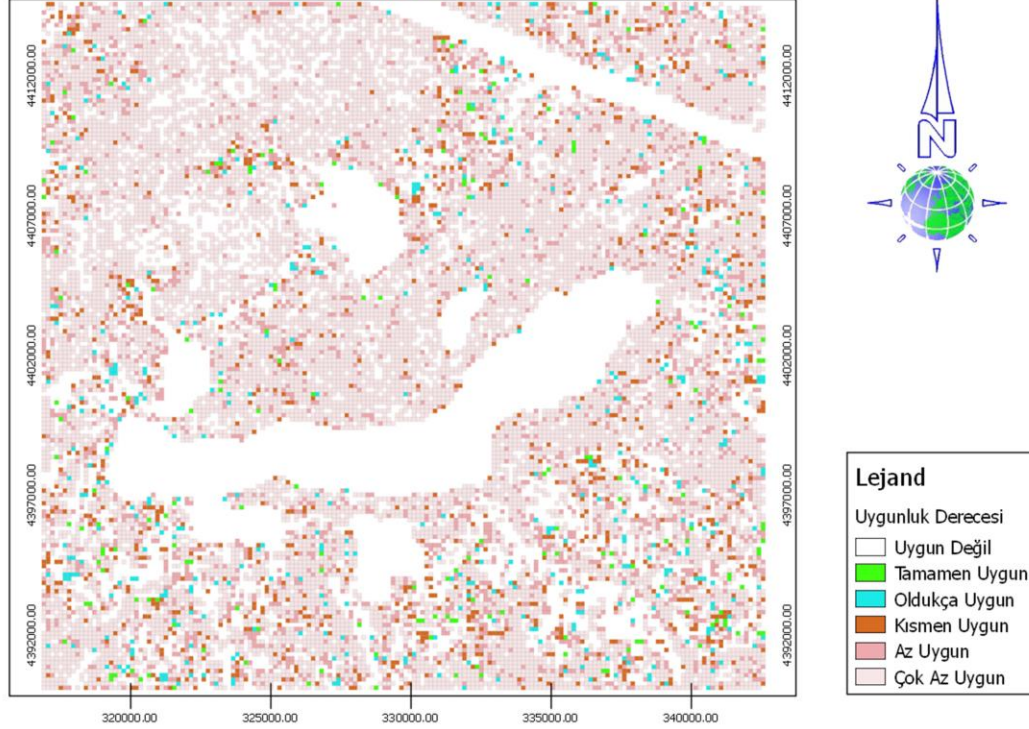 4412000.00
4412000.00
4407000.00
4407000.00
4402000.00
4402000.00
4397000.00
4397000.00
4392000.00
4392000.00
320000.00
325000.00
330000.00
335000.00
340000.00
N
Lejand
Uygunluk Derecesi
Uygun Değil
Tamamen Uygun
Oldukça Uygun
Kısmen Uygun
Az Uygun
Çok Az Uygun